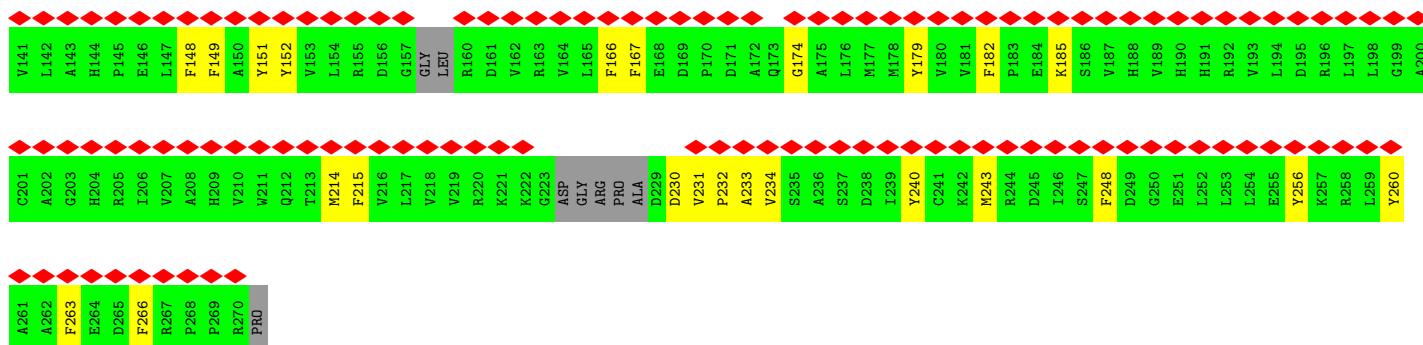 V141 L142 A143 H144 P145 E146 L147 F148 F149 A150 Y151 Y152 V153 L154 R155 D156 G157 GLY LEU R160 D161 V162 R163 V164 L165 F166 F167 E168 D169 P170 D171 A172 Q173 G174 A175 L176 M177 M178 Y179 V180 V181 F182 P183 E184 K185 S186 V187 H188 V189 H190 H191 R192 V193 L194 D195 R196 L197 L198 G199 A200
C201 A202 G203 H204 R205 I206 V207 A208 H209 V210 W211 Q212 T213 M214 F215 V216 L217 V218 V219 R220 K221 K222 G223 ASP GLY ARG PRO ALA D229 D230 V231 P232 A233 V234 S235 A236 S237 D238 I239 Y240 C241 K242 M243 R244 D245 I246 S247 F248 D249 G250 E251 L252 L253 L254 E255 Y256 K257 R258 L259 Y260
A261 A262 F263 E264 D265 F266 R267 P268 P269 R270 PRO